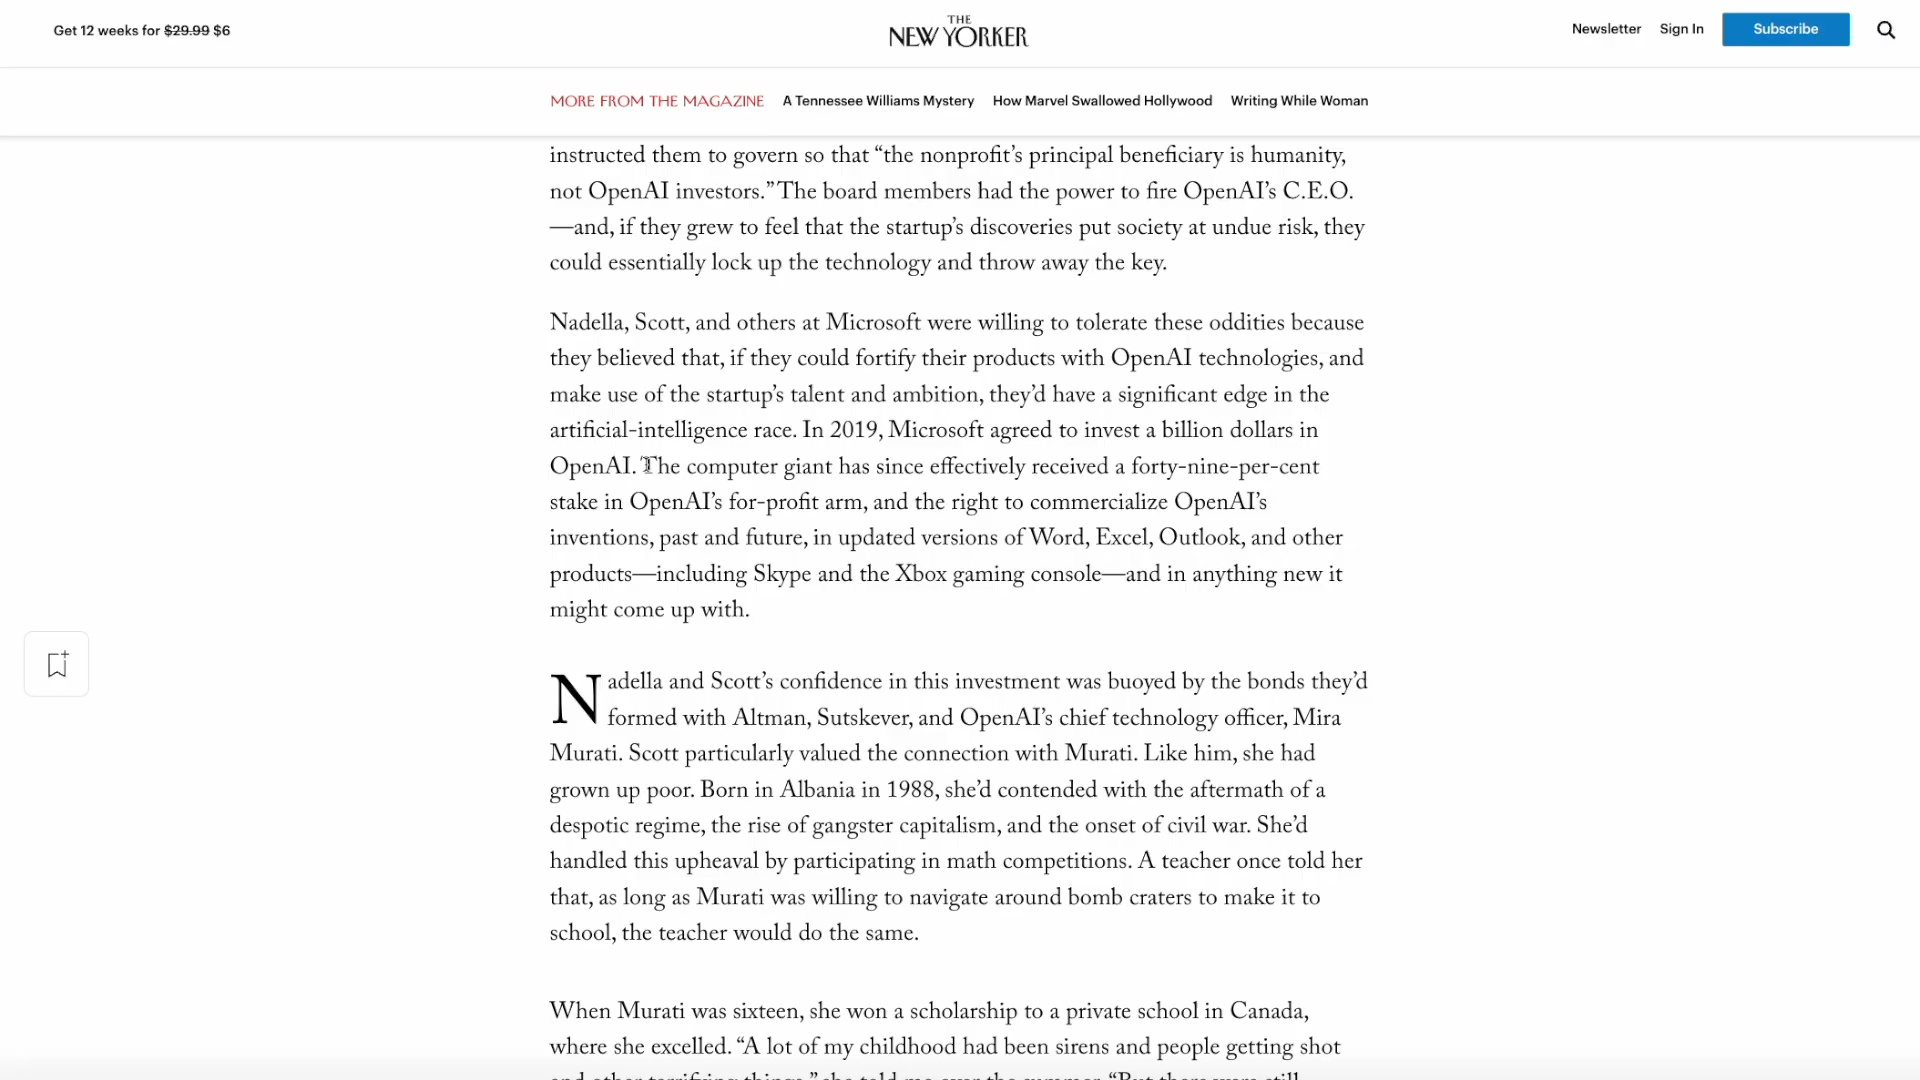 Get 12 weeks for $29.99 $6
THE
NEW YORKER
Newsletter Sign In Subscribe
MORE FROM THE MAGAZINE A Tennessee Williams Mystery How Marvel Swallowed Hollywood Writing While Woman
instructed them to govern so that “the nonprofit’s principal beneficiary is humanity,
not OpenAI investors.” The board members had the power to fire OpenAI’s C.E.O.
—and, if they grew to feel that the startup’s discoveries put society at undue risk, they
could essentially lock up the technology and throw away the key.
Nadella, Scott, and others at Microsoft were willing to tolerate these oddities because
they believed that, if they could fortify their products with OpenAI technologies, and
make use of the startup’s talent and ambition, they’d have a significant edge in the
artificial-intelligence race. In 2019, Microsoft agreed to invest a billion dollars in
OpenAI. The computer giant has since effectively received a forty-nine-per-cent
stake in OpenAI’s for-profit arm, and the right to commercialize OpenAI’s
inventions, past and future, in updated versions of Word, Excel, Outlook, and other
products—including Skype and the Xbox gaming console—and in anything new it
might come up with.
Nadella and Scott’s confidence in this investment was buoyed by the bonds they’d
formed with Altman, Sutskever, and OpenAI’s chief technology officer, Mira
Murati. Scott particularly valued the connection with Murati. Like him, she had
grown up poor. Born in Albania in 1988, she’d contended with the aftermath of a
despotic regime, the rise of gangster capitalism, and the onset of civil war. She’d
handled this upheaval by participating in math competitions. A teacher once told her
that, as long as Murati was willing to navigate around bomb craters to make it to
school, the teacher would do the same.
When Murati was sixteen, she won a scholarship to a private school in Canada,
where she excelled. “A lot of my childhood had been sirens and people getting shot